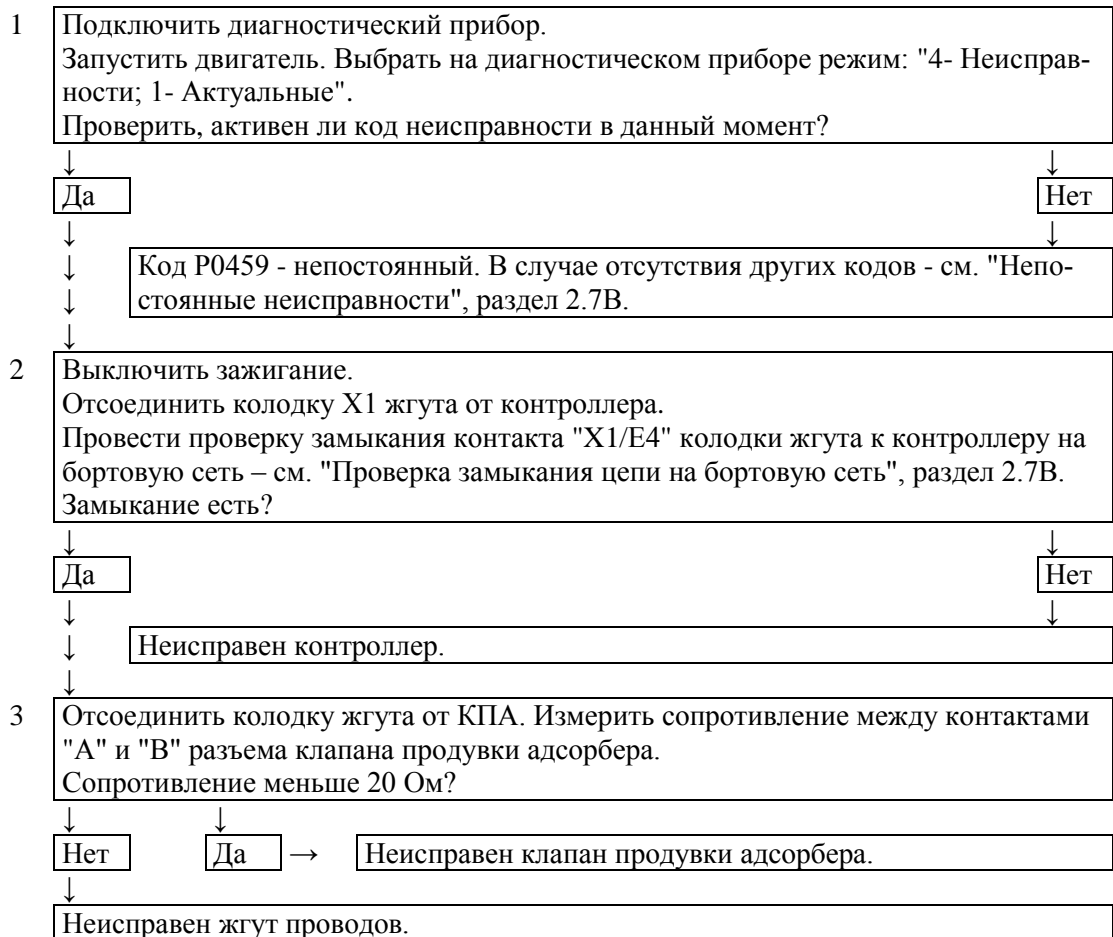 1 Подключить диагностический прибор.
Запустить двигатель. Выбрать на диагностическом приборе режим: "4- Неисправ-
ности; 1- Актуальные".
Проверить, активен ли код неисправности в данный момент?
↓ ↓
Да Нет
↓ ↓
↓ Код Р0459 - непостоянный. В случае отсутствия других кодов - см. "Непо-
↓ стоянные неисправности", раздел 2.7В.
↓
2 Выключить зажигание.
Отсоединить колодку Х1 жгута от контроллера.
Провести проверку замыкания контакта "Х1/Е4" колодки жгута к контроллеру на
бортовую сеть – см. "Проверка замыкания цепи на бортовую сеть", раздел 2.7В.
Замыкание есть?
↓ ↓
Да Нет
↓ ↓
↓ Неисправен контроллер.
↓
3 Отсоединить колодку жгута от КПА. Измерить сопротивление между контактами
"А" и "В" разъема клапана продувки адсорбера.
Сопротивление меньше 20 Ом?
↓ ↓
Нет Да → Неисправен клапан продувки адсорбера.
↓
Неисправен жгут проводов.